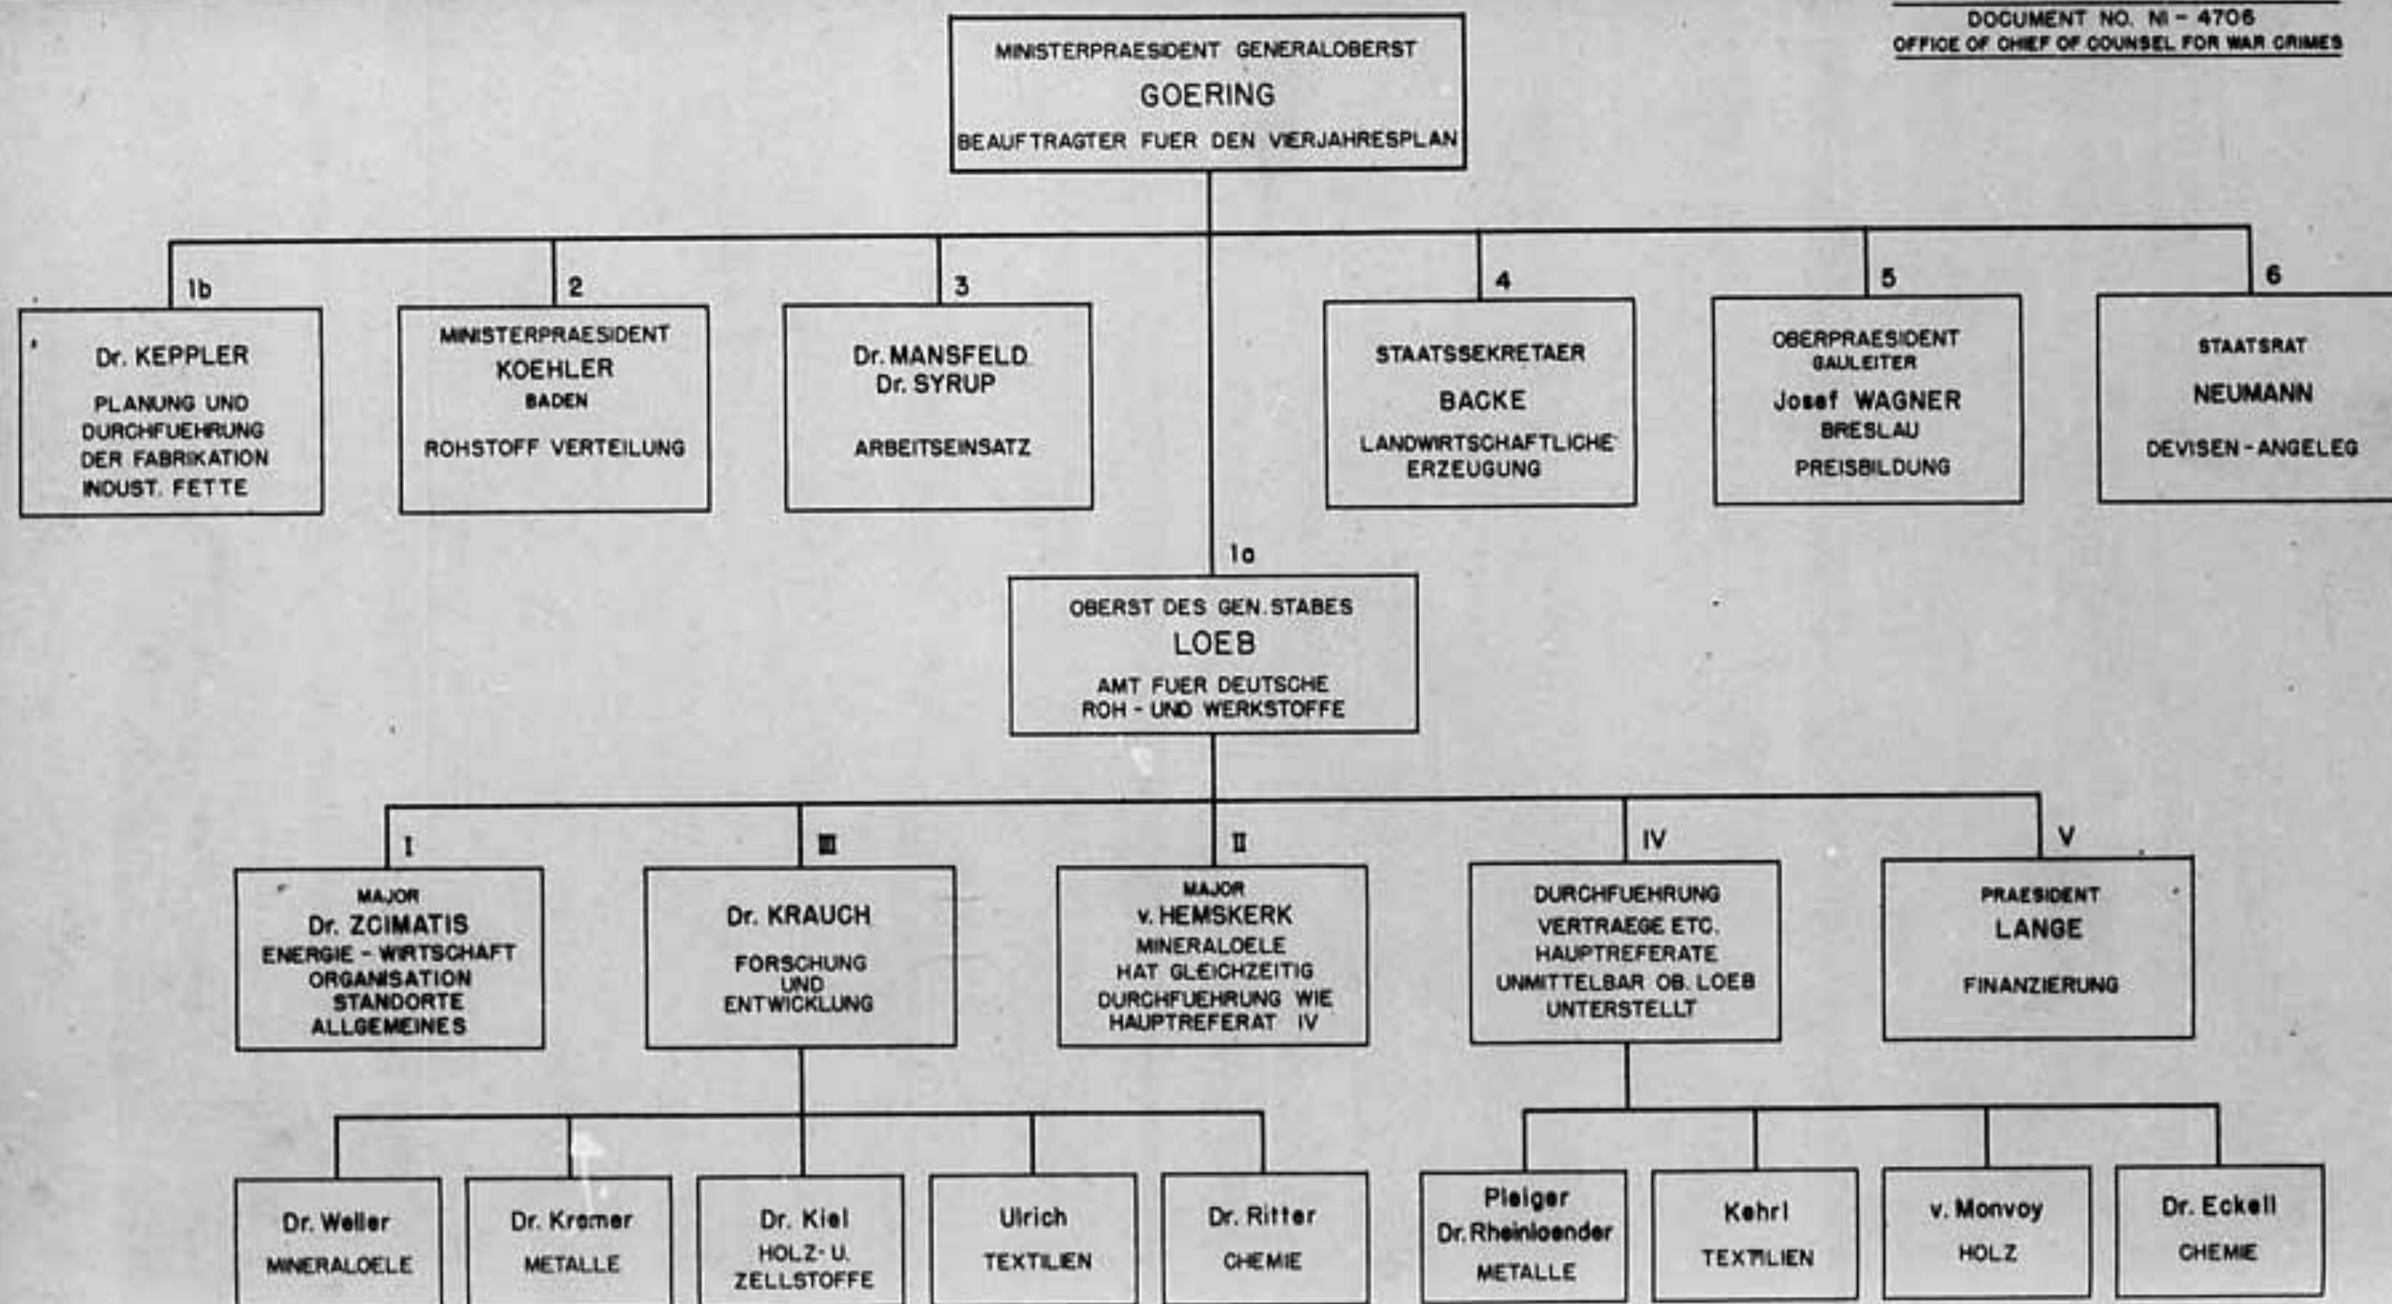 DOCUMENT NO. NI - 4706
OFFICE OF CHIEF OF COUNSEL FOR WAR CRIMES
MINISTERPRAESIDENT GENERALOBERST
GOERING
BEAUFTRAGTER FUER DEN VIERJAHRESPLAN
1b
Dr. KEPPLER
PLANUNG UND
DURCHFUEHRUNG
DER FABRIKATION
INDUST. FETTE
2
MINISTERPRAESIDENT
KOEHLER
BADEN
ROHSTOFF VERTEILUNG
3
Dr. MANSFELD
Dr. SYRUP
ARBEITSEINSATZ
4
STAATSSEKRETAER
BACKE
LANDWIRTSCHAFTLICHE
ERZEUGUNG
5
OBERPRAESIDENT
GAULEITER
Josef WAGNER
BRESLAU
PREISBILDUNG
6
STAATSRAT
NEUMANN
DEVISEN - ANGELEG
1a
OBERST DES GEN. STABES
LOEB
AMT FUER DEUTSCHE
ROH - UND WERKSTOFFE
I
MAJOR
Dr. ZCIMATIS
ENERGIE - WIRTSCHAFT
ORGANISATION
STANDORTE
ALLGEMEINES
III
Dr. KRAUCH
FORSCHUNG
UND
ENTWICKLUNG
II
MAJOR
v. HEMSKERK
MINERALOELE
HAT GLEICHZEITIG
DURCHFUEHRUNG WIE
HAUPTREFERAT IV
IV
DURCHFUEHRUNG
VERTRAEGE ETC.
HAUPTREFERATE
UNMITTELBAR OB. LOEB
UNTERSTELLT
V
PRAESIDENT
LANGE
FINANZIERUNG
Dr. Weller
MINERALOELE
Dr. Kremer
METALLE
Dr. Kiel
HOLZ- U.
ZELLSTOFFE
Ulrich
TEXTILIEN
Dr. Ritter
CHEMIE
Pleiger
Dr. Rheinlaender
METALLE
Kehrl
TEXTILIEN
v. Monvoy
HOLZ
Dr. Eckell
CHEMIE